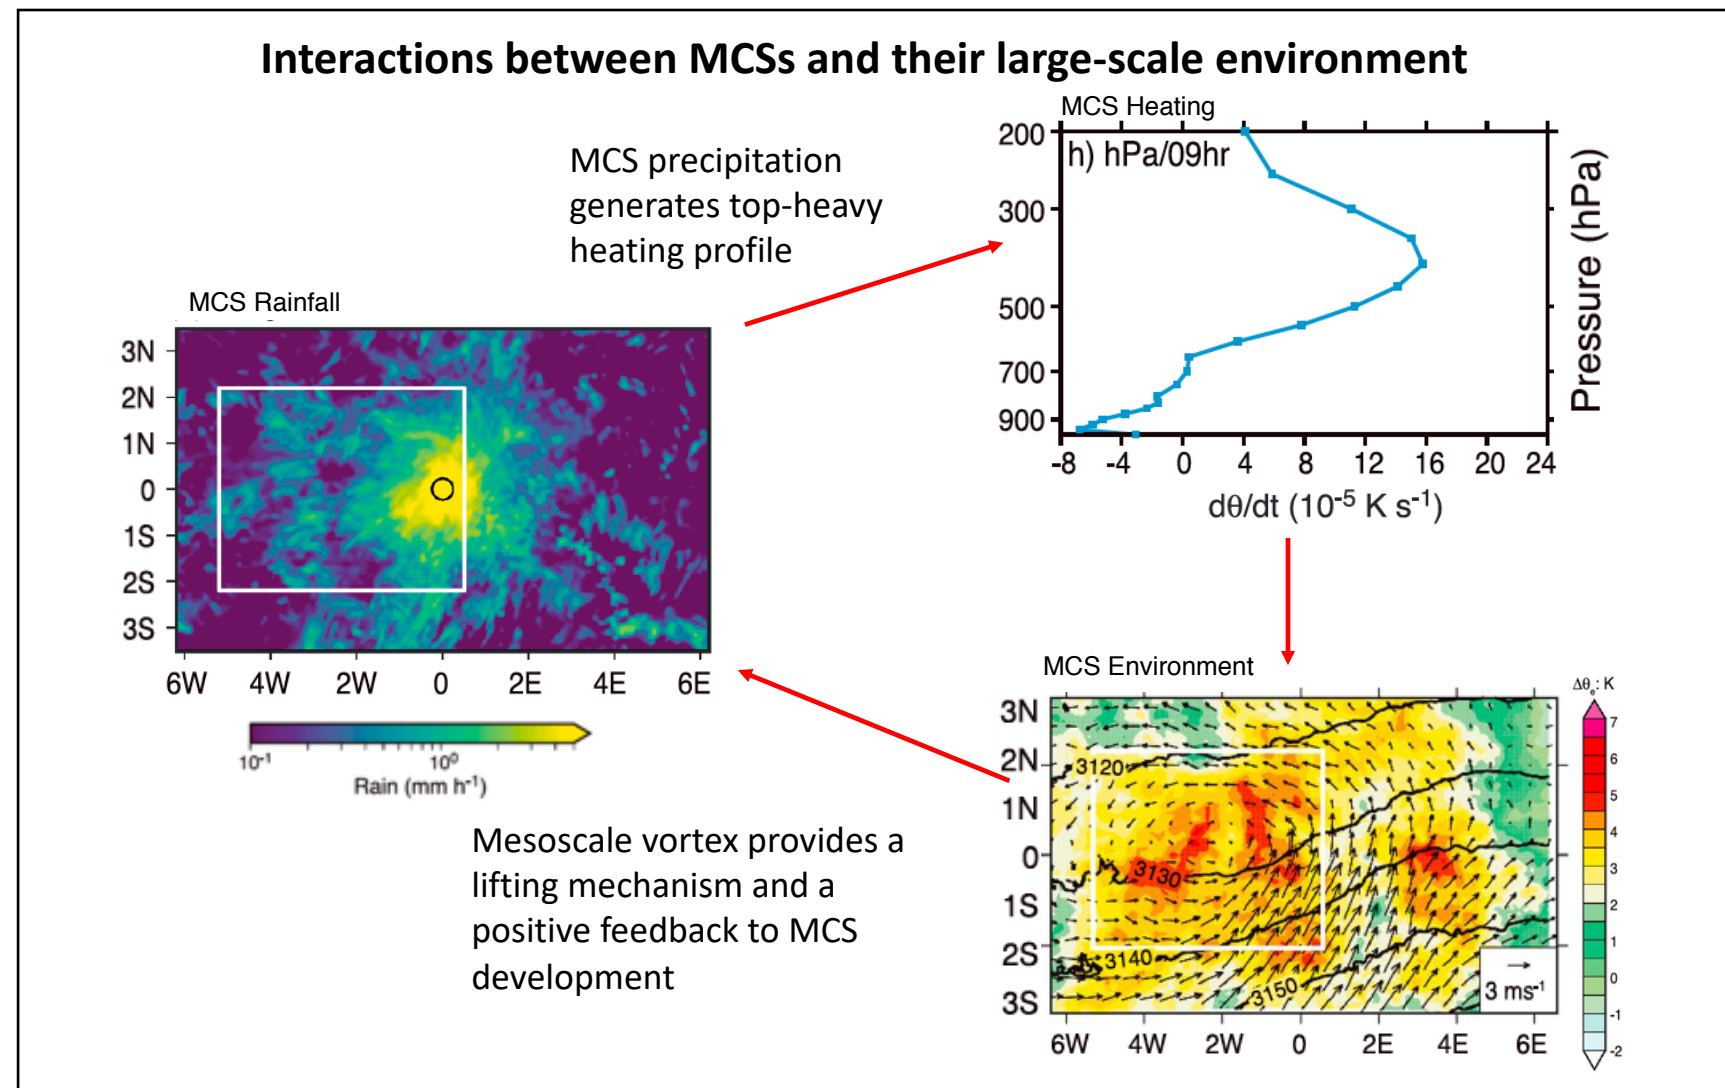 Interactions between MCSs and their large-scale environment
MCS precipitation
generates top-heavy
heating profile
MCS Heating
h) hPa/09hr
200
300
500
700
900
Pressure (hPa)
-8 -4 0 4 8 12 16 20 24
dθ/dt (10⁻⁵ K s⁻¹)
MCS Rainfall
3N
2N
1N
0
1S
2S
3S
6W 4W 2W 0 2E 4E 6E
10⁻¹ 10⁰
Rain (mm h⁻¹)
Mesoscale vortex provides a
lifting mechanism and a
positive feedback to MCS
development
MCS Environment
3N
2N
1N
0
1S
2S
3S
3120
3130
3140
3150
3 ms⁻¹
6W 4W 2W 0 2E 4E 6E
Δθₑ: K
7
6
5
4
3
2
1
0
-1
-2